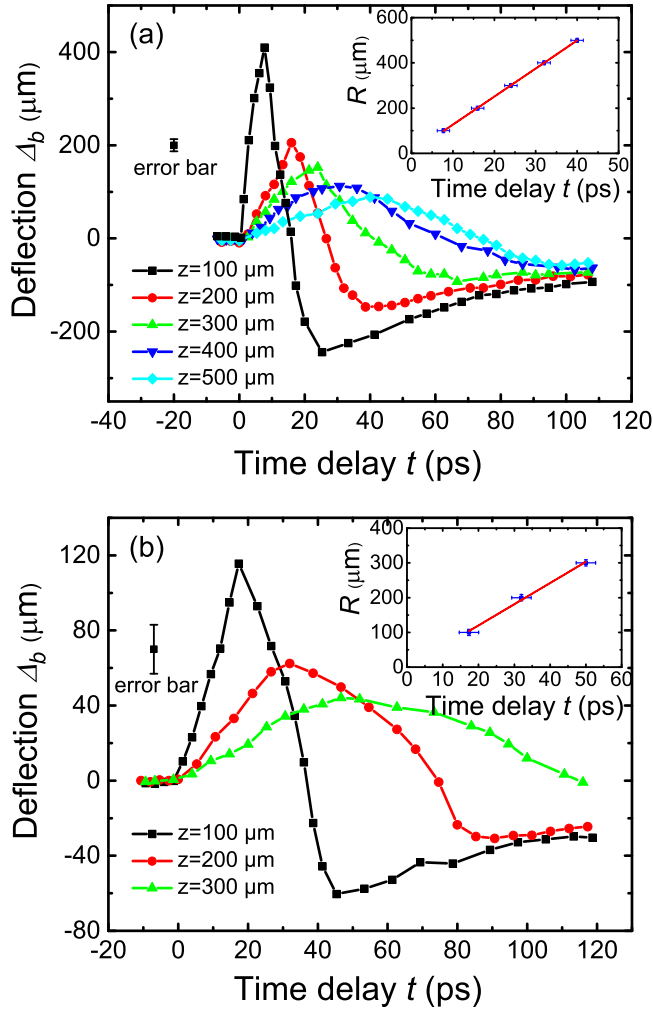 (a)
Deflection Δb (μm)
400
200
0
-200
error bar
z=100 μm
z=200 μm
z=300 μm
z=400 μm
z=500 μm
-40 -20 0 20 40 60 80 100 120
Time delay t (ps)
R (μm)
600
400
200
0
0 10 20 30 40 50
Time delay t (ps)
(b)
Deflection Δb (μm)
120
80
40
0
-40
-80
error bar
z=100 μm
z=200 μm
z=300 μm
-20 0 20 40 60 80 100 120
Time delay t (ps)
R (μm)
400
300
200
100
0
0 10 20 30 40 50 60
Time delay t (ps)